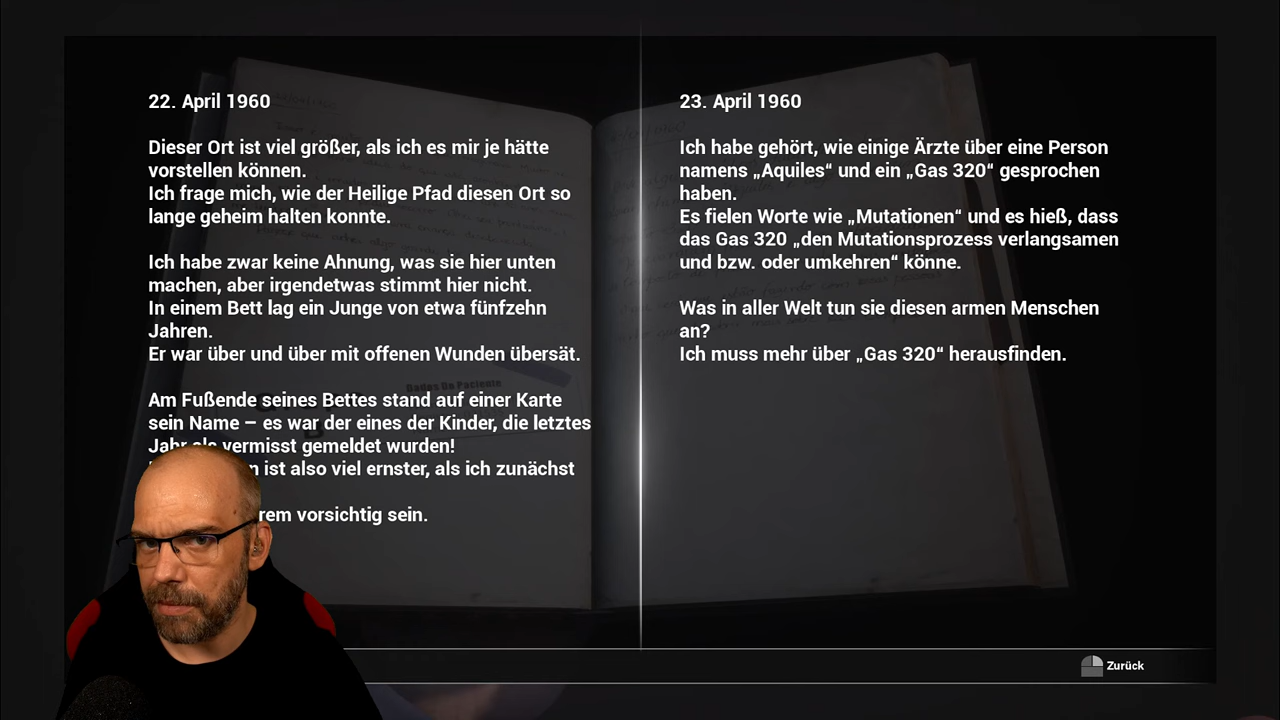 22. April 1960
Dieser Ort ist viel größer, als ich es mir je hätte
vorstellen können.
Ich frage mich, wie der Heilige Pfad diesen Ort so
lange geheim halten konnte.
Ich habe zwar keine Ahnung, was sie hier unten
machen, aber irgendetwas stimmt hier nicht.
In einem Bett lag ein Junge von etwa fünfzehn
Jahren.
Er war über und über mit offenen Wunden übersät.
Am Fußende seines Bettes stand auf einer Karte
sein Name – es war der eines der Kinder, die letztes
Jahr als vermisst gemeldet wurden!
ist also viel ernster, als ich zunächst
vorsichtig sein.
23. April 1960
Ich habe gehört, wie einige Ärzte über eine Person
namens „Aquiles“ und ein „Gas 320“ gesprochen
haben.
Es fielen Worte wie „Mutationen“ und es hieß, dass
das Gas 320 „den Mutationsprozess verlangsamen
und bzw. oder umkehren“ könne.
Was in aller Welt tun sie diesen armen Menschen
an?
Ich muss mehr über „Gas 320“ herausfinden.
Dados Do Paciente
Zurück